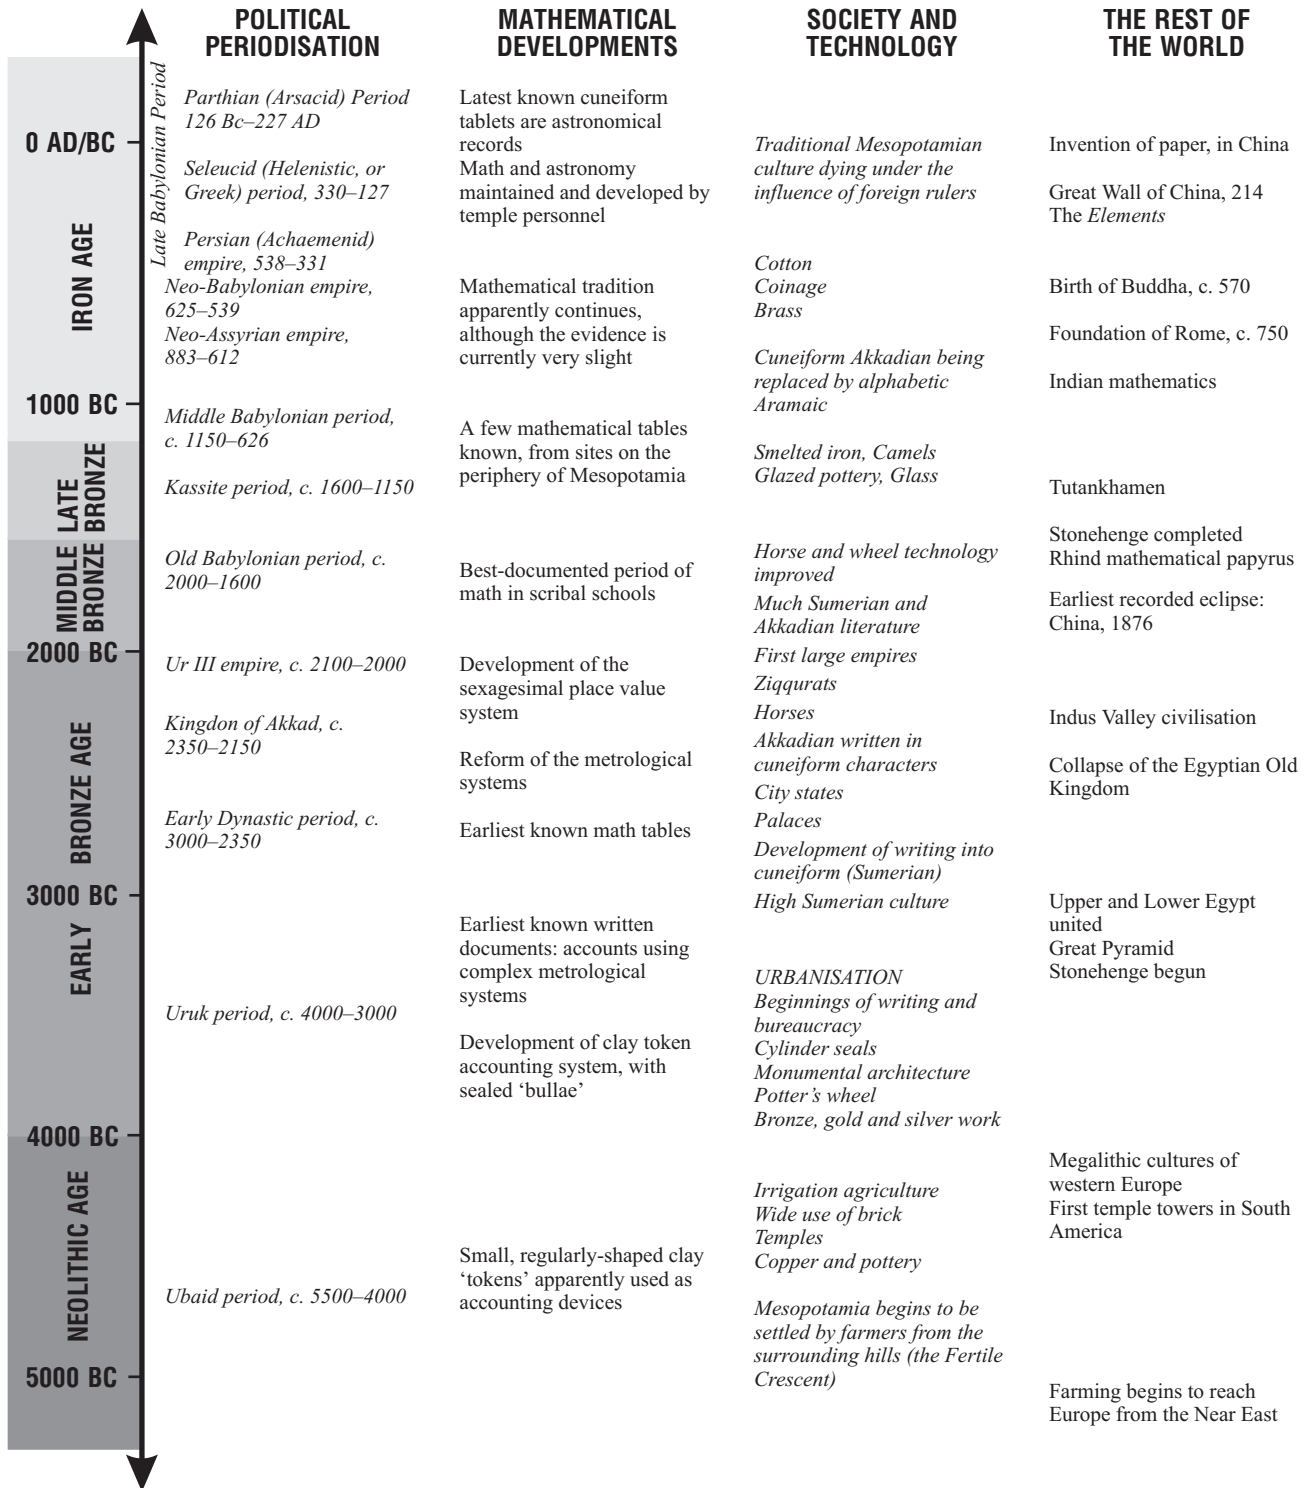 POLITICAL
PERIODISATION
MATHEMATICAL
DEVELOPMENTS
SOCIETY AND
TECHNOLOGY
THE REST OF
THE WORLD
0 AD/BC
1000 BC
2000 BC
3000 BC
4000 BC
5000 BC
IRON AGE
LATE
BRONZE
MIDDLE
BRONZE
BRONZE AGE
EARLY
NEOLITHIC AGE
Late Babylonian Period
Parthian (Arsacid) Period
126 Bc–227 AD
Seleucid (Helenistic, or
Greek) period, 330–127
Persian (Achaemenid)
empire, 538–331
Neo-Babylonian empire,
625–539
Neo-Assyrian empire,
883–612
Middle Babylonian period,
c. 1150–626
Kassite period, c. 1600–1150
Old Babylonian period, c.
2000–1600
Ur III empire, c. 2100–2000
Kingdon of Akkad, c.
2350–2150
Early Dynastic period, c.
3000–2350
Uruk period, c. 4000–3000
Ubaid period, c. 5500–4000
Latest known cuneiform
tablets are astronomical
records
Math and astronomy
maintained and developed by
temple personnel
Mathematical tradition
apparently continues,
although the evidence is
currently very slight
A few mathematical tables
known, from sites on the
periphery of Mesopotamia
Best-documented period of
math in scribal schools
Development of the
sexagesimal place value
system
Reform of the metrological
systems
Earliest known math tables
Earliest known written
documents: accounts using
complex metrological
systems
Development of clay token
accounting system, with
sealed ‘bullae’
Small, regularly-shaped clay
‘tokens’ apparently used as
accounting devices
Traditional Mesopotamian
culture dying under the
influence of foreign rulers
Cotton
Coinage
Brass
Cuneiform Akkadian being
replaced by alphabetic
Aramaic
Smelted iron, Camels
Glazed pottery, Glass
Horse and wheel technology
improved
Much Sumerian and
Akkadian literature
First large empires
Ziqqurats
Horses
Akkadian written in
cuneiform characters
City states
Palaces
Development of writing into
cuneiform (Sumerian)
High Sumerian culture
URBANISATION
Beginnings of writing and
bureaucracy
Cylinder seals
Monumental architecture
Potter’s wheel
Bronze, gold and silver work
Irrigation agriculture
Wide use of brick
Temples
Copper and pottery
Mesopotamia begins to be
settled by farmers from the
surrounding hills (the Fertile
Crescent)
Invention of paper, in China
Great Wall of China, 214
The Elements
Birth of Buddha, c. 570
Foundation of Rome, c. 750
Indian mathematics
Tutankhamen
Stonehenge completed
Rhind mathematical papyrus
Earliest recorded eclipse:
China, 1876
Indus Valley civilisation
Collapse of the Egyptian Old
Kingdom
Upper and Lower Egypt
united
Great Pyramid
Stonehenge begun
Megalithic cultures of
western Europe
First temple towers in South
America
Farming begins to reach
Europe from the Near East